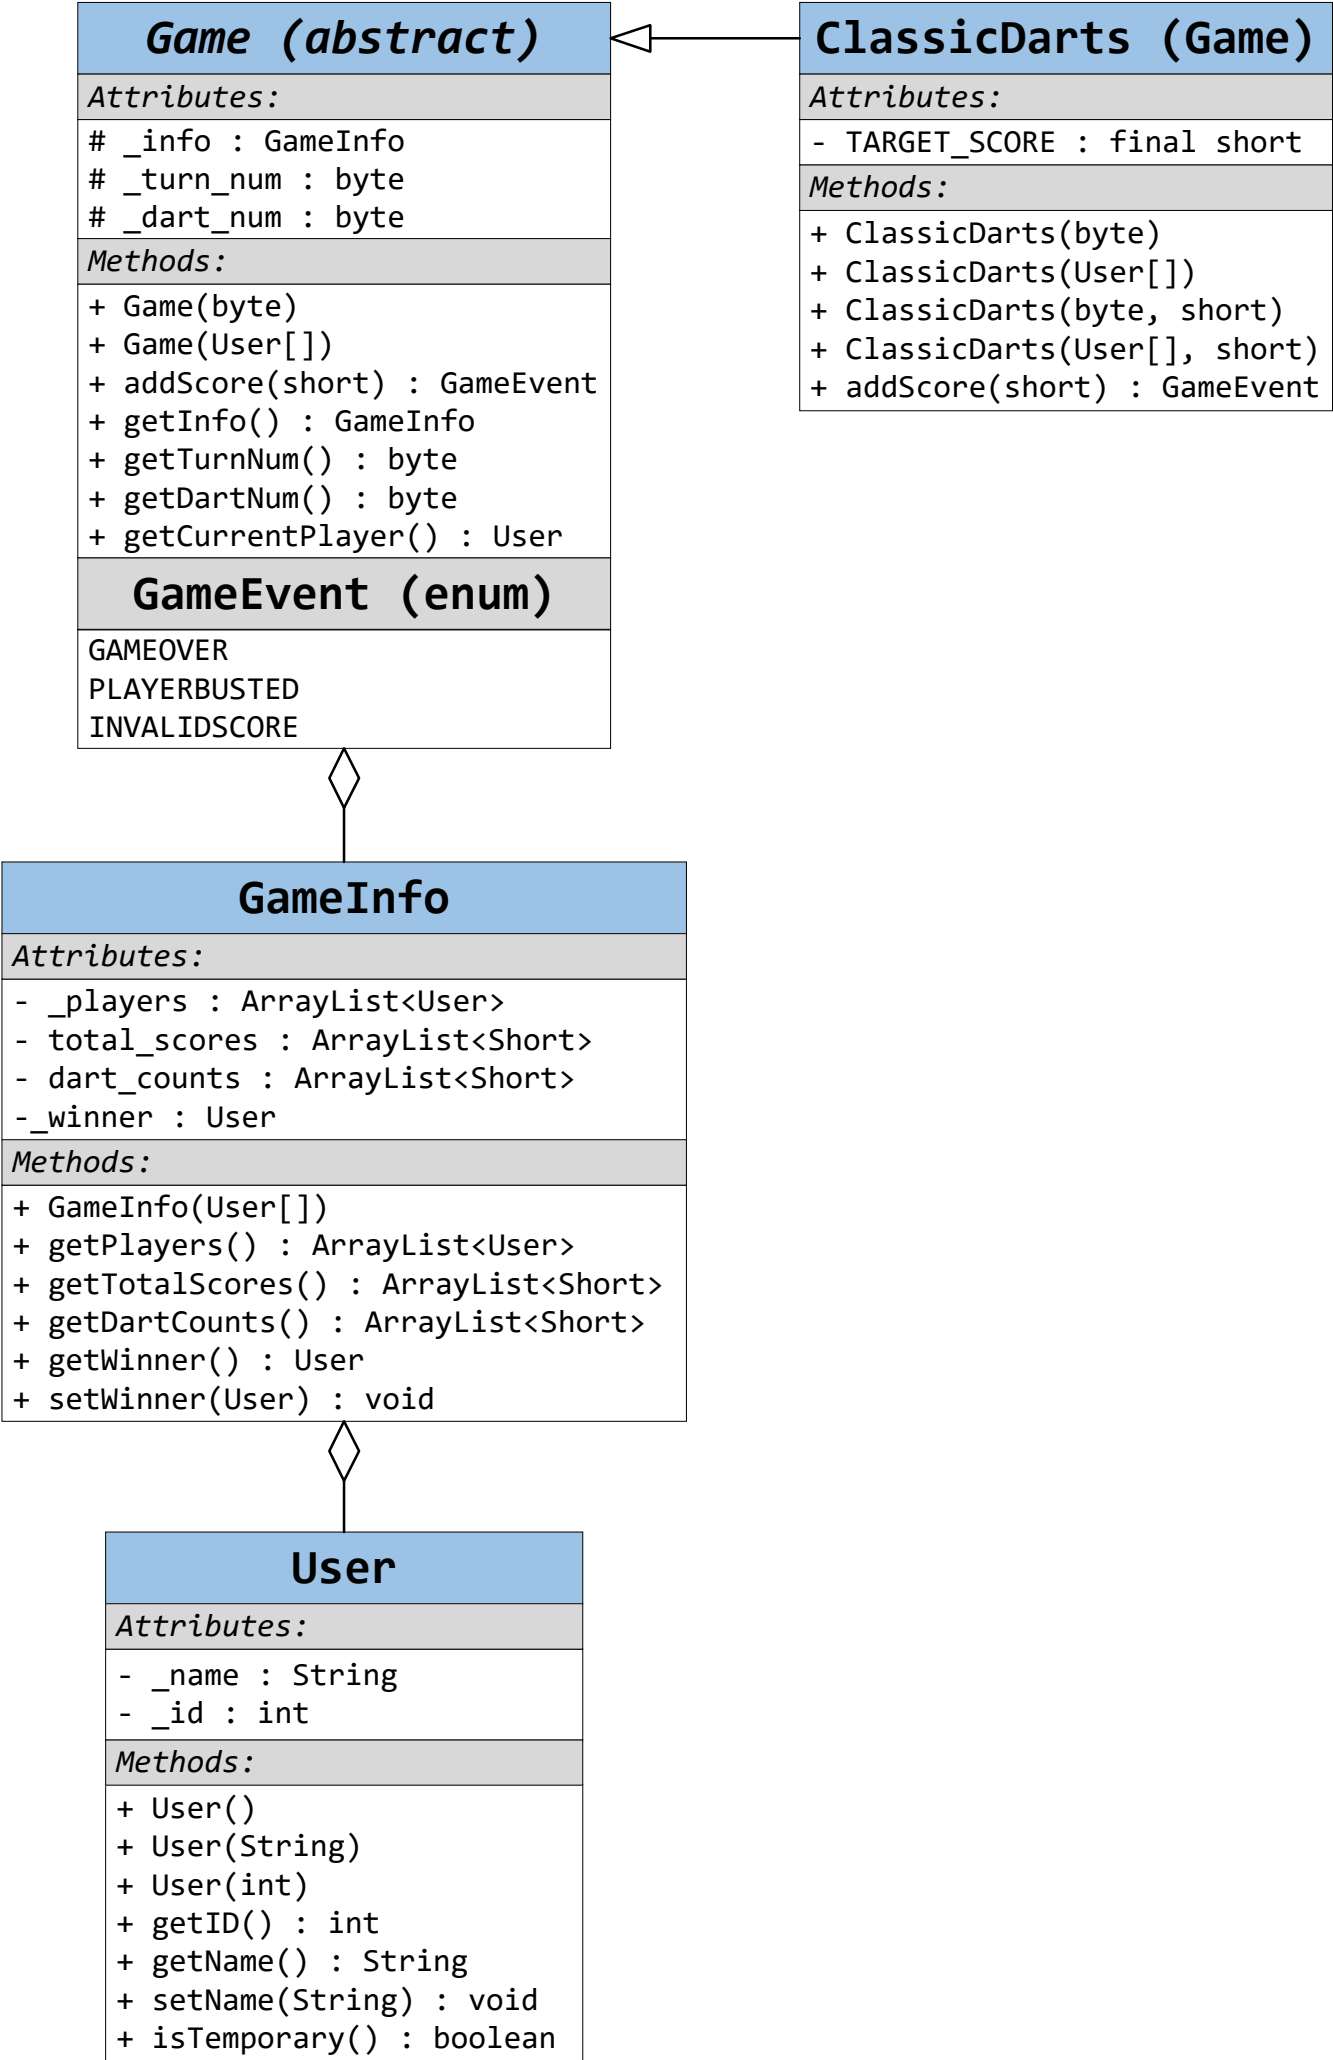 Game (abstract)
Attributes:
# _info : GameInfo
# _turn_num : byte
# _dart_num : byte
Methods:
+ Game(byte)
+ Game(User[])
+ addScore(short) : GameEvent
+ getInfo() : GameInfo
+ getTurnNum() : byte
+ getDartNum() : byte
+ getCurrentPlayer() : User
GameEvent (enum)
GAMEOVER
PLAYERBUSTED
INVALIDSCORE
ClassicDarts (Game)
Attributes:
- TARGET_SCORE : final short
Methods:
+ ClassicDarts(byte)
+ ClassicDarts(User[])
+ ClassicDarts(byte, short)
+ ClassicDarts(User[], short)
+ addScore(short) : GameEvent
GameInfo
Attributes:
- _players : ArrayList<User>
- total_scores : ArrayList<Short>
- dart_counts : ArrayList<Short>
-_winner : User
Methods:
+ GameInfo(User[])
+ getPlayers() : ArrayList<User>
+ getTotalScores() : ArrayList<Short>
+ getDartCounts() : ArrayList<Short>
+ getWinner() : User
+ setWinner(User) : void
User
Attributes:
- _name : String
- _id : int
Methods:
+ User()
+ User(String)
+ User(int)
+ getID() : int
+ getName() : String
+ setName(String) : void
+ isTemporary() : boolean